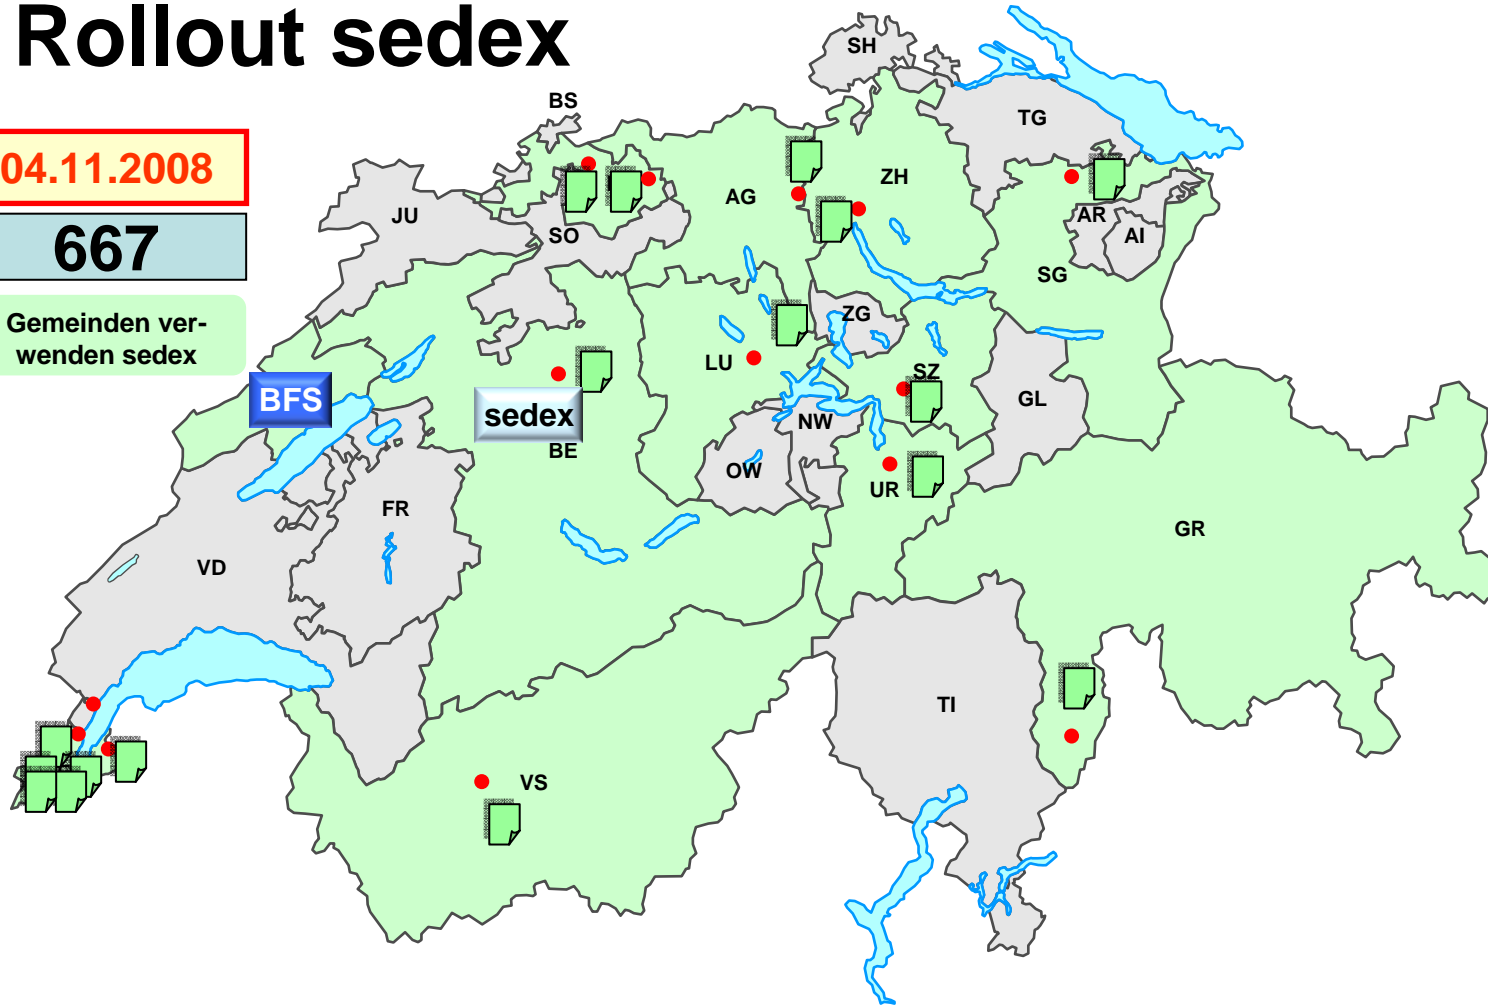 Rollout sedex
04.11.2008
667
Gemeinden ver-
wenden sedex
SH
BS
TG
ZH
AG
JU
SO
AR
AI
SG
ZG
LU
SZ
BFS
sedex
GL
NW
BE
OW
UR
FR
GR
VD
TI
VS